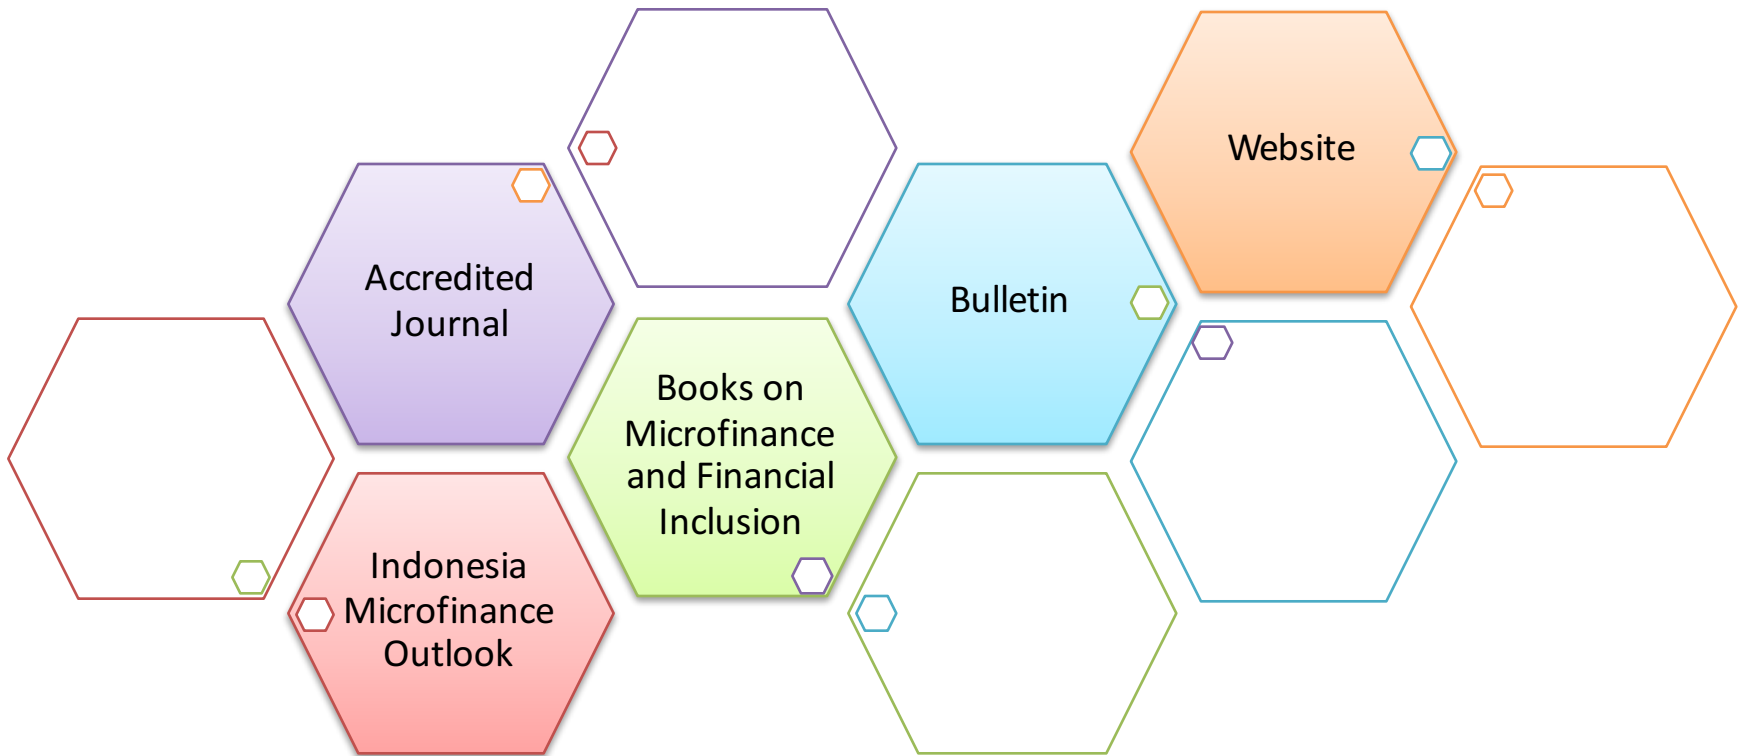 Website
Accredited
Journal
Bulletin
Books on
Microfinance
and Financial
Inclusion
Indonesia
Microfinance
Outlook